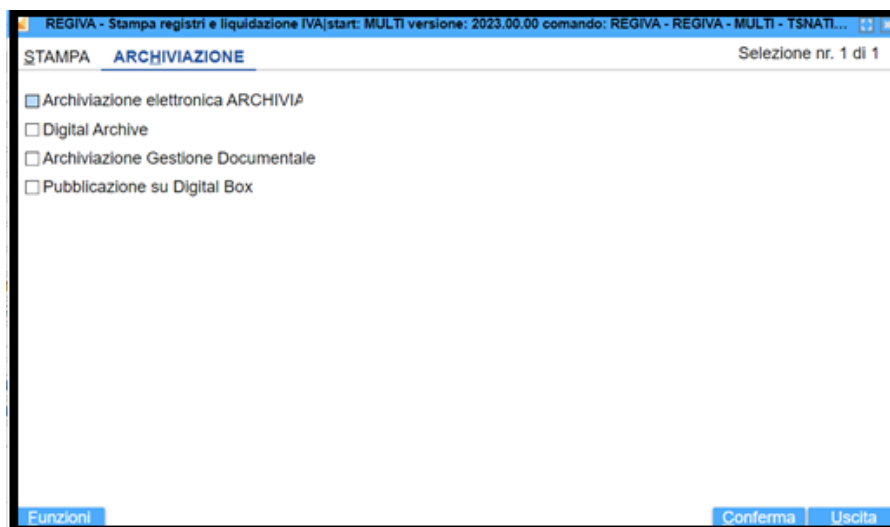 REGIVA - Stampa registri e liquidazione IVA|start: MULTI versione: 2023.00.00 comando: REGIVA - REGIVA - MULTI - TSNATI...
STAMPA ARCHIVIAZIONE Selezione nr. 1 di 1
Archiviazione elettronica ARCHIVIA
Digital Archive
Archiviazione Gestione Documentale
Pubblicazione su Digital Box
Funzioni Conferma Uscita